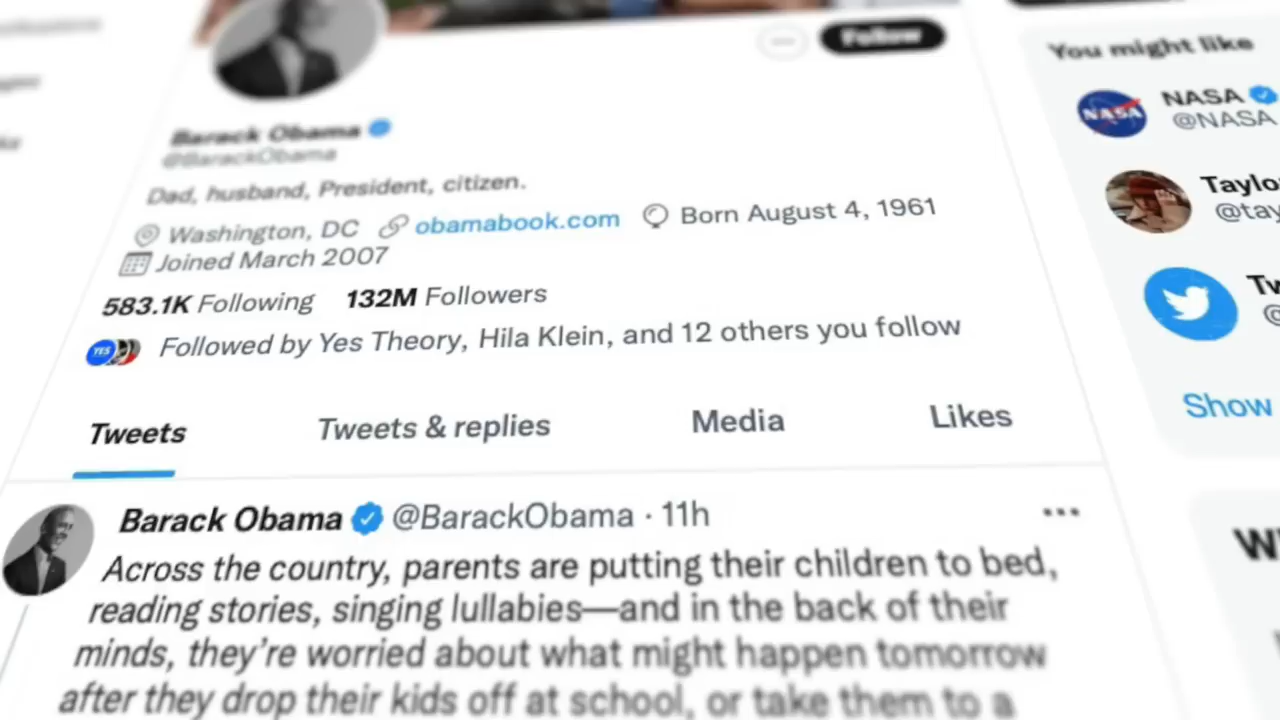 Follow
You might like
NASA
@NASA
Barack Obama
@BarackObama
Dad, husband, President, citizen.
Washington, DC obamabook.com Born August 4, 1961
Joined March 2007
583.1K Following 132M Followers
YES Followed by Yes Theory, Hila Klein, and 12 others you follow
Show
Tweets Tweets & replies Media Likes
Barack Obama @BarackObama · 11h
Across the country, parents are putting their children to bed,
reading stories, singing lullabies—and in the back of their
minds, they’re worried about what might happen tomorrow
after they drop their kids off at school, or take them to a